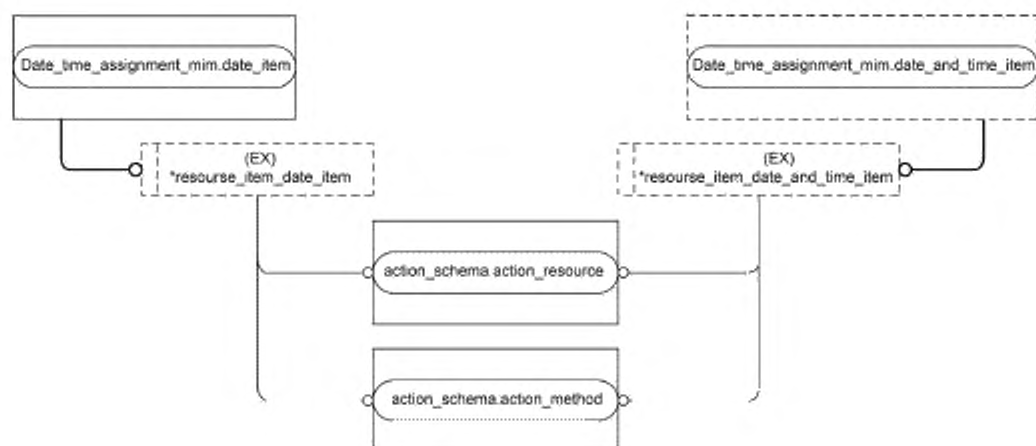 Date_time_assignment_mim.date_item
Date_time_assignment_mim.date_and_time_item
(EX)
*resourse_item_date_item
(EX)
*resourse_item_date_and_time_item
action_schema.action_resource
action_schema.action_method